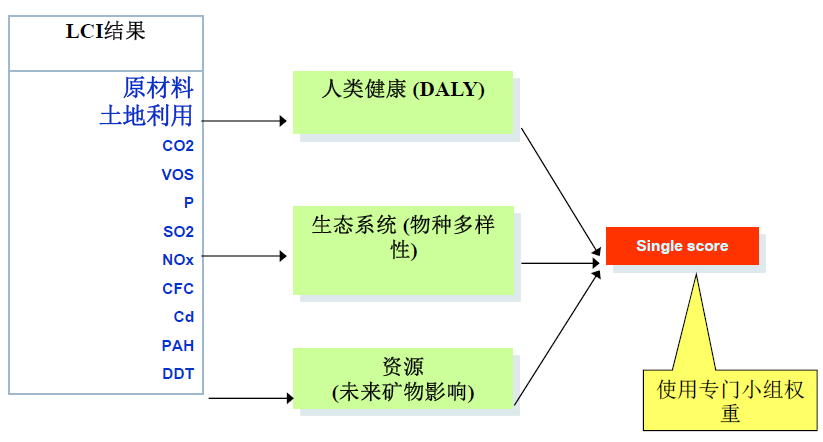 LCI结果
原材料
土地利用
CO2
VOS
P
SO2
NOx
CFC
Cd
PAH
DDT
人类健康 (DALY)
生态系统 (物种多样
性)
资源
(未来矿物影响)
Single score
使用专门小组权
重